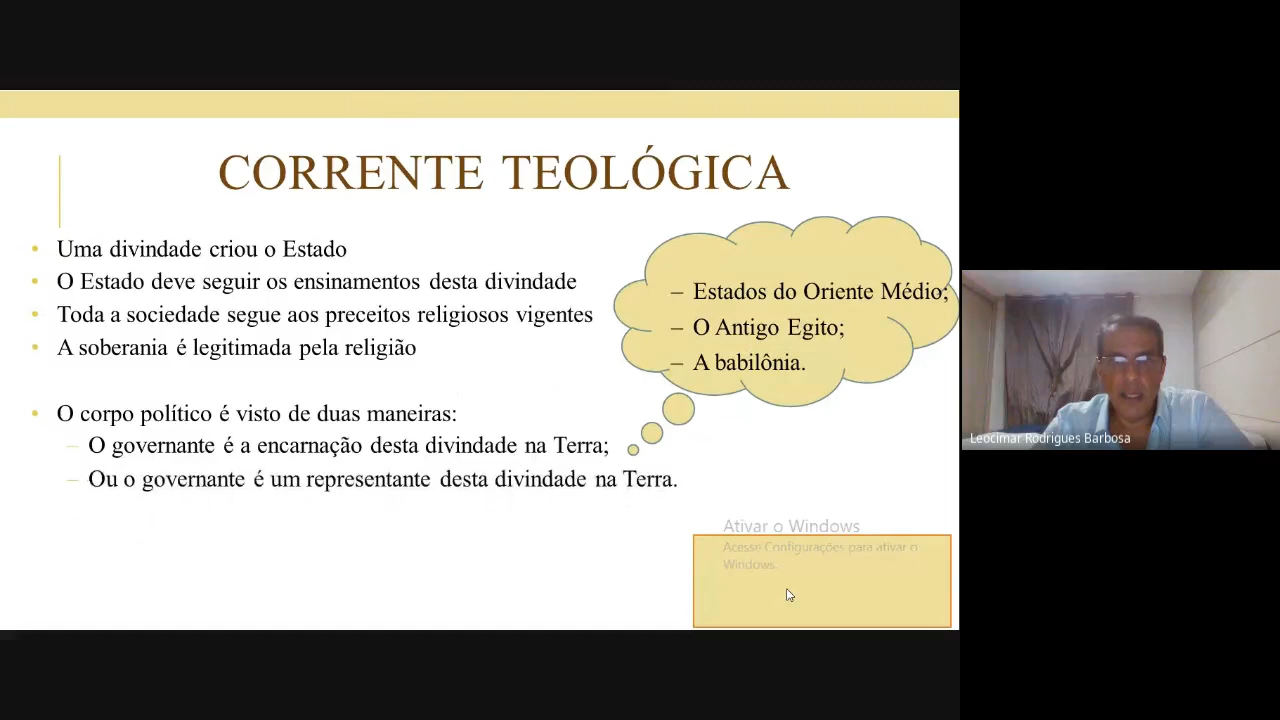 CORRENTE TEOLÓGICA
• Uma divindade criou o Estado
• O Estado deve seguir os ensinamentos desta divindade
• Toda a sociedade segue aos preceitos religiosos vigentes
• A soberania é legitimada pela religião
• O corpo político é visto de duas maneiras:
– O governante é a encarnação desta divindade na Terra;
– Ou o governante é um representante desta divindade na Terra.
– Estados do Oriente Médio;
– O Antigo Egito;
– A babilônia.
Ativar o Windows
Acesse Configurações para ativar o
Windows.
Leocimar Rodrigues Barbosa